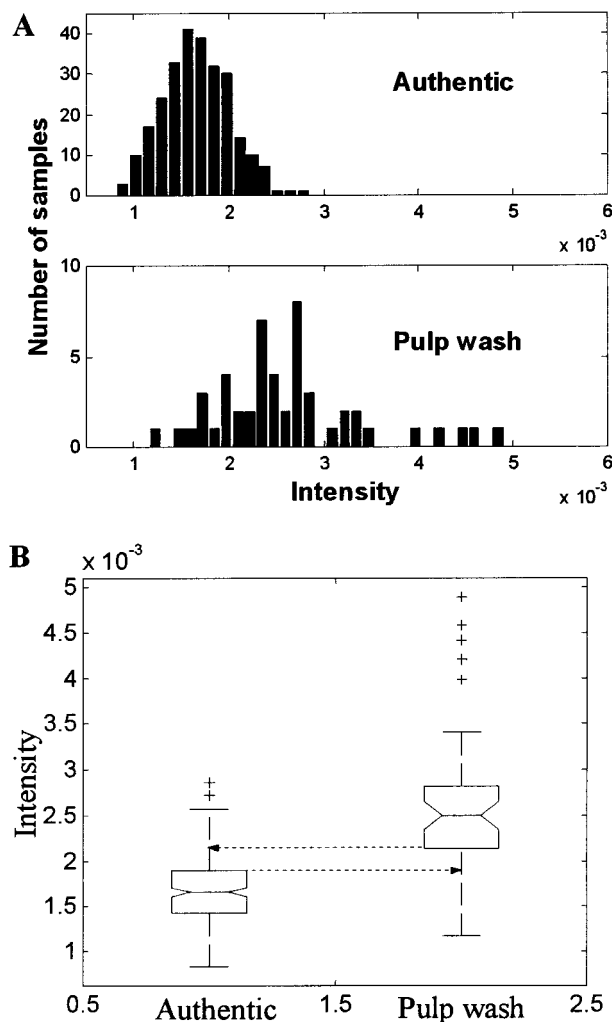 A
Number of samples
40
30
20
10
0
Authentic
1 2 3 4 5 6
x 10-3
10
5
0
Pulp wash
1 2 3 4 5 6
Intensity
x 10-3
B
x 10-3
Intensity
5
4.5
4
3.5
3
2.5
2
1.5
1
0.5 Authentic 1.5 Pulp wash 2.5